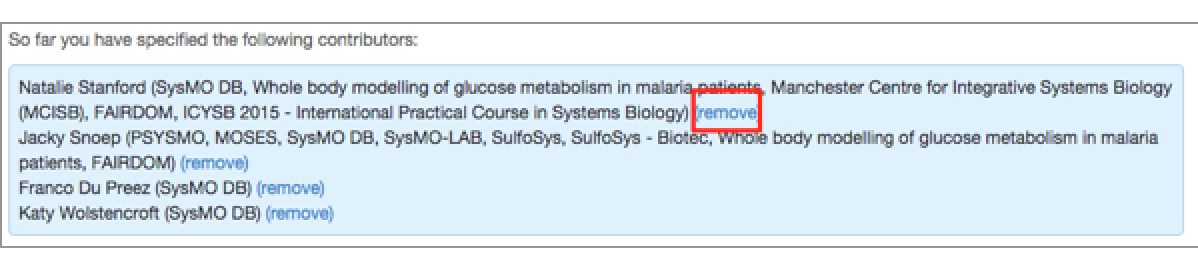 So far you have specified the following contributors:
Natalie Stanford (SysMO DB, Whole body modelling of glucose metabolism in malaria patients, Manchester Centre for Integrative Systems Biology
(MCISB), FAIRDOM, ICYSB 2015 - International Practical Course in Systems Biology) (remove)
Jacky Snoep (PSYSMO, MOSES, SysMO DB, SysMO-LAB, SulfoSys, SulfoSys - Biotec, Whole body modelling of glucose metabolism in malaria
patients, FAIRDOM) (remove)
Franco Du Preez (SysMO DB) (remove)
Katy Wolstencroft (SysMO DB) (remove)